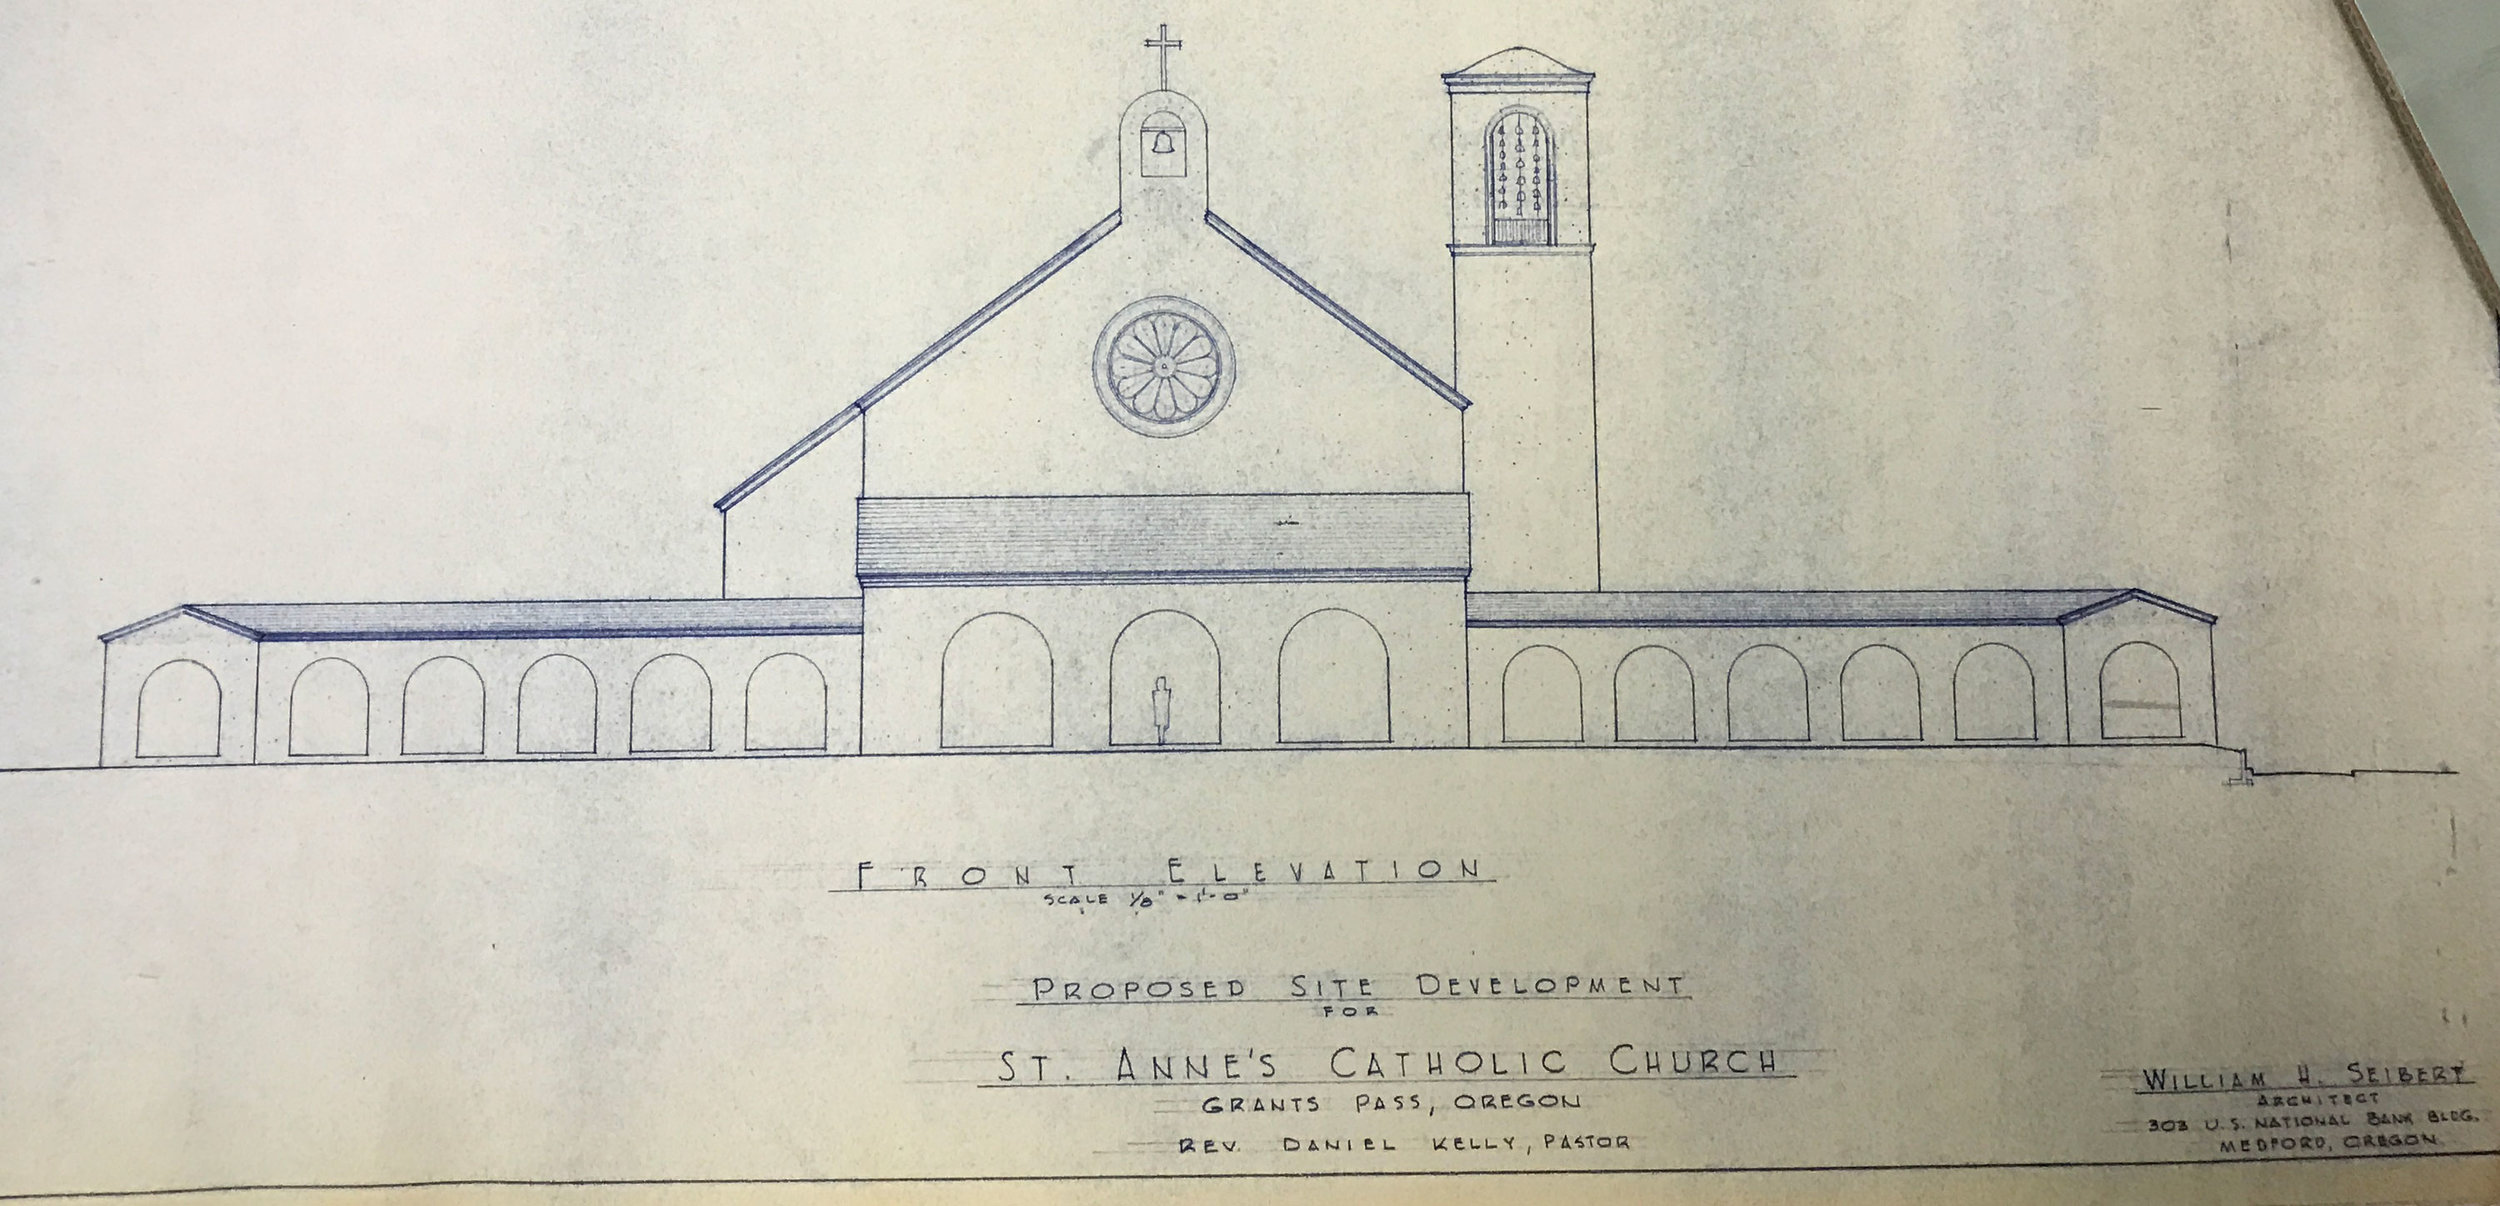 FRONT ELEVATION
SCALE 1/8" = 1'-0"
PROPOSED SITE DEVELOPMENT
FOR
ST. ANNE'S CATHOLIC CHURCH
GRANTS PASS, OREGON
REV. DANIEL KELLY, PASTOR
WILLIAM H. SEIBERT
ARCHITECT
303 U.S. NATIONAL BANK BLDG.
MEDFORD, OREGON